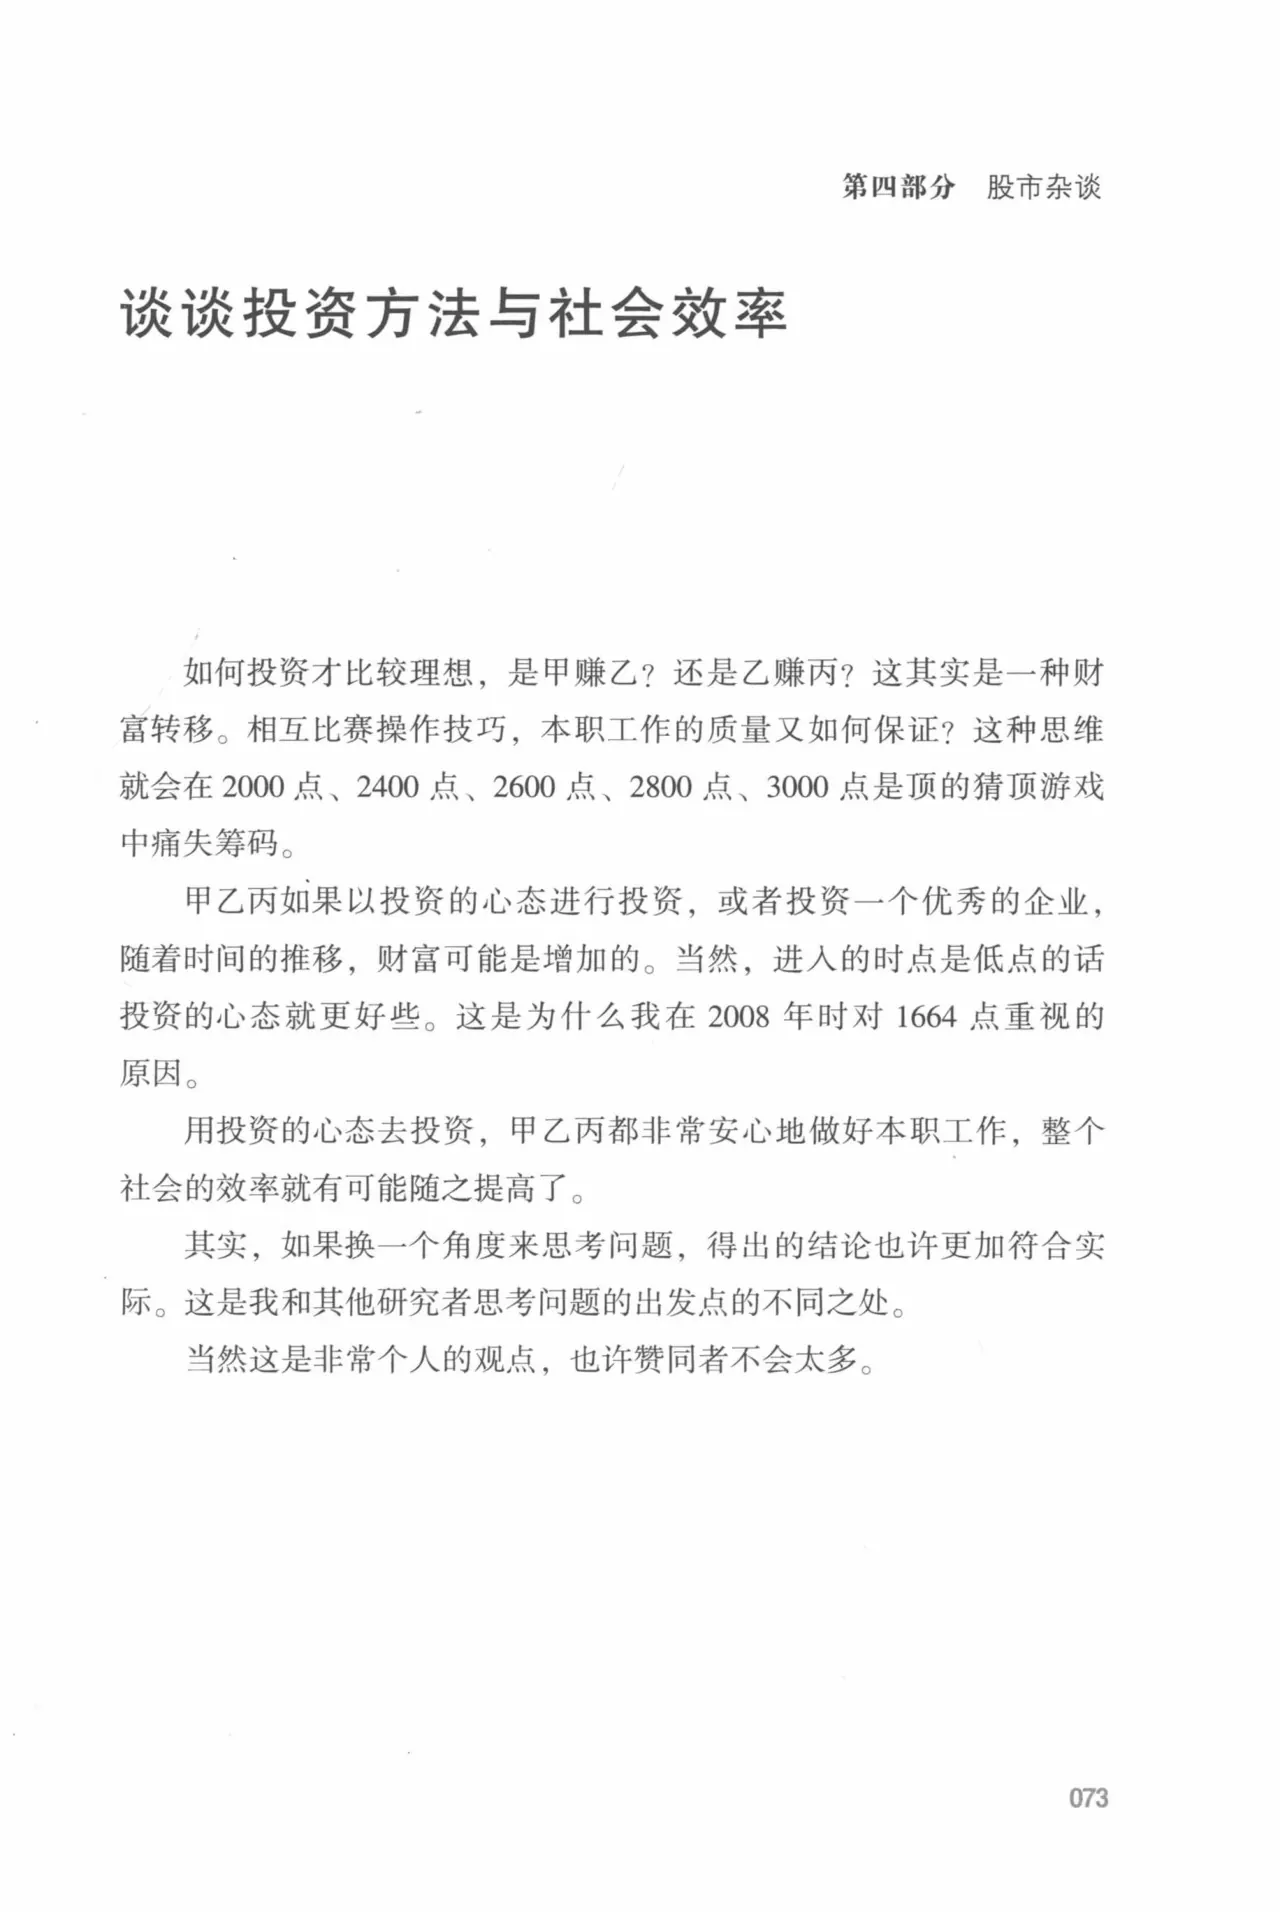 第四部分 股市杂谈
谈谈投资方法与社会效率
如何投资才比较理想，是甲赚乙？还是乙赚丙？这其实是一种财
富转移。相互比赛操作技巧，本职工作的质量又如何保证？这种思维
就会在 2000 点、2400 点、2600 点、2800 点、3000 点是顶的猜顶游戏
中痛失筹码。
甲乙丙如果以投资的心态进行投资，或者投资一个优秀的企业，
随着时间的推移，财富可能是增加的。当然，进入的时点是低点的话
投资的心态就更好些。这是为什么我在 2008 年时对 1664 点重视的
原因。
用投资的心态去投资，甲乙丙都非常安心地做好本职工作，整个
社会的效率就有可能随之提高了。
其实，如果换一个角度来思考问题，得出的结论也许更加符合实
际。这是我和其他研究者思考问题的出发点的不同之处。
当然这是非常个人的观点，也许赞同者不会太多。
073